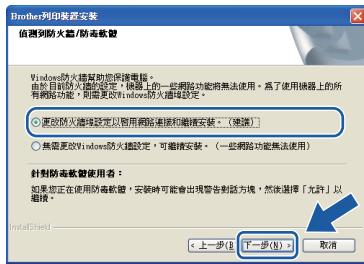 Brother列印裝置安裝
偵測到防火牆/防毒軟體
Windows防火牆幫助您保護電腦。
由於目前防火牆的設定，機器上的一些網路功能將無法使用。為了使用機器上的所
有網路功能，則需更改Windows防火牆埠設定。
更改防火牆埠設定以啟用網路連接和繼續安裝。（建議）
無需更改Windows防火牆設定，可繼續安裝。（一些網路功能無法使用）
針對防毒軟體使用者：
如果您正在使用防毒軟體，安裝時可能會出現警告對話方塊，然後選擇「允許」以
繼續。
InstallShield
< 上一步(B 下一步(N) > 取消